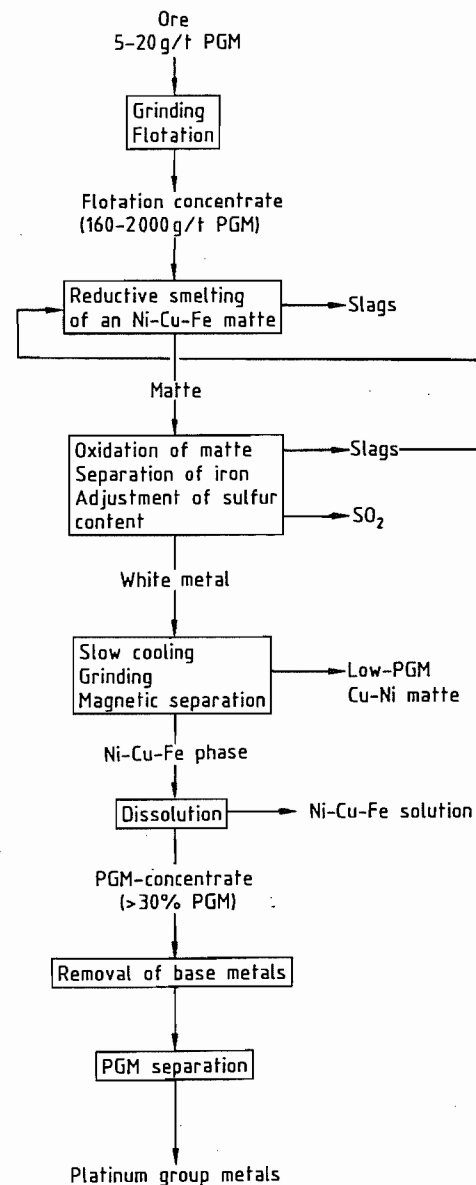 Ore
5–20 g/t PGM
Grinding
Flotation
Flotation concentrate
(160–2000 g/t PGM)
Reductive smelting
of an Ni-Cu-Fe matte
Slags
Matte
Oxidation of matte
Separation of iron
Adjustment of sulfur
content
Slags
SO₂
White metal
Slow cooling
Grinding
Magnetic separation
Low-PGM
Cu-Ni matte
Ni-Cu-Fe phase
Dissolution
Ni-Cu-Fe solution
PGM-concentrate
(>30% PGM)
Removal of base metals
PGM separation
Platinum group metals